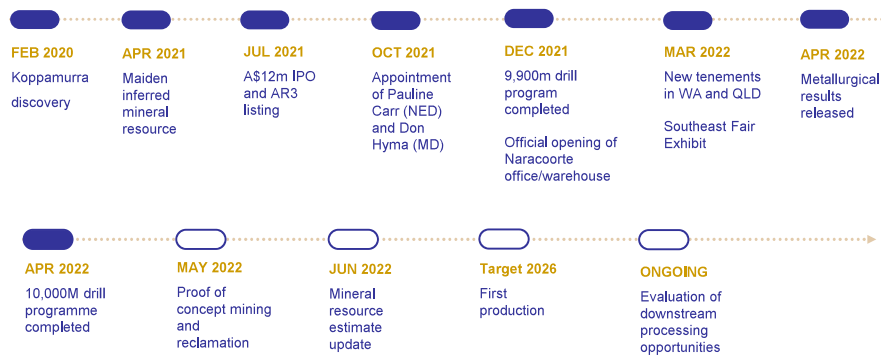 FEB 2020
Koppamurra
discovery
APR 2021
Maiden
inferred
mineral
resource
JUL 2021
A$12m IPO
and AR3
listing
OCT 2021
Appointment
of Pauline
Carr (NED)
and Don
Hyma (MD)
DEC 2021
9,900m drill
program
completed
Official opening of
Naracoorte
office/warehouse
MAR 2022
New tenements
in WA and QLD
Southeast Fair
Exhibit
APR 2022
Metallurgical
results
released
APR 2022
10,000M drill
programme
completed
MAY 2022
Proof of
concept mining
and
reclamation
JUN 2022
Mineral
resource
estimate
update
Target 2026
First
production
ONGOING
Evaluation of
downstream
processing
opportunities